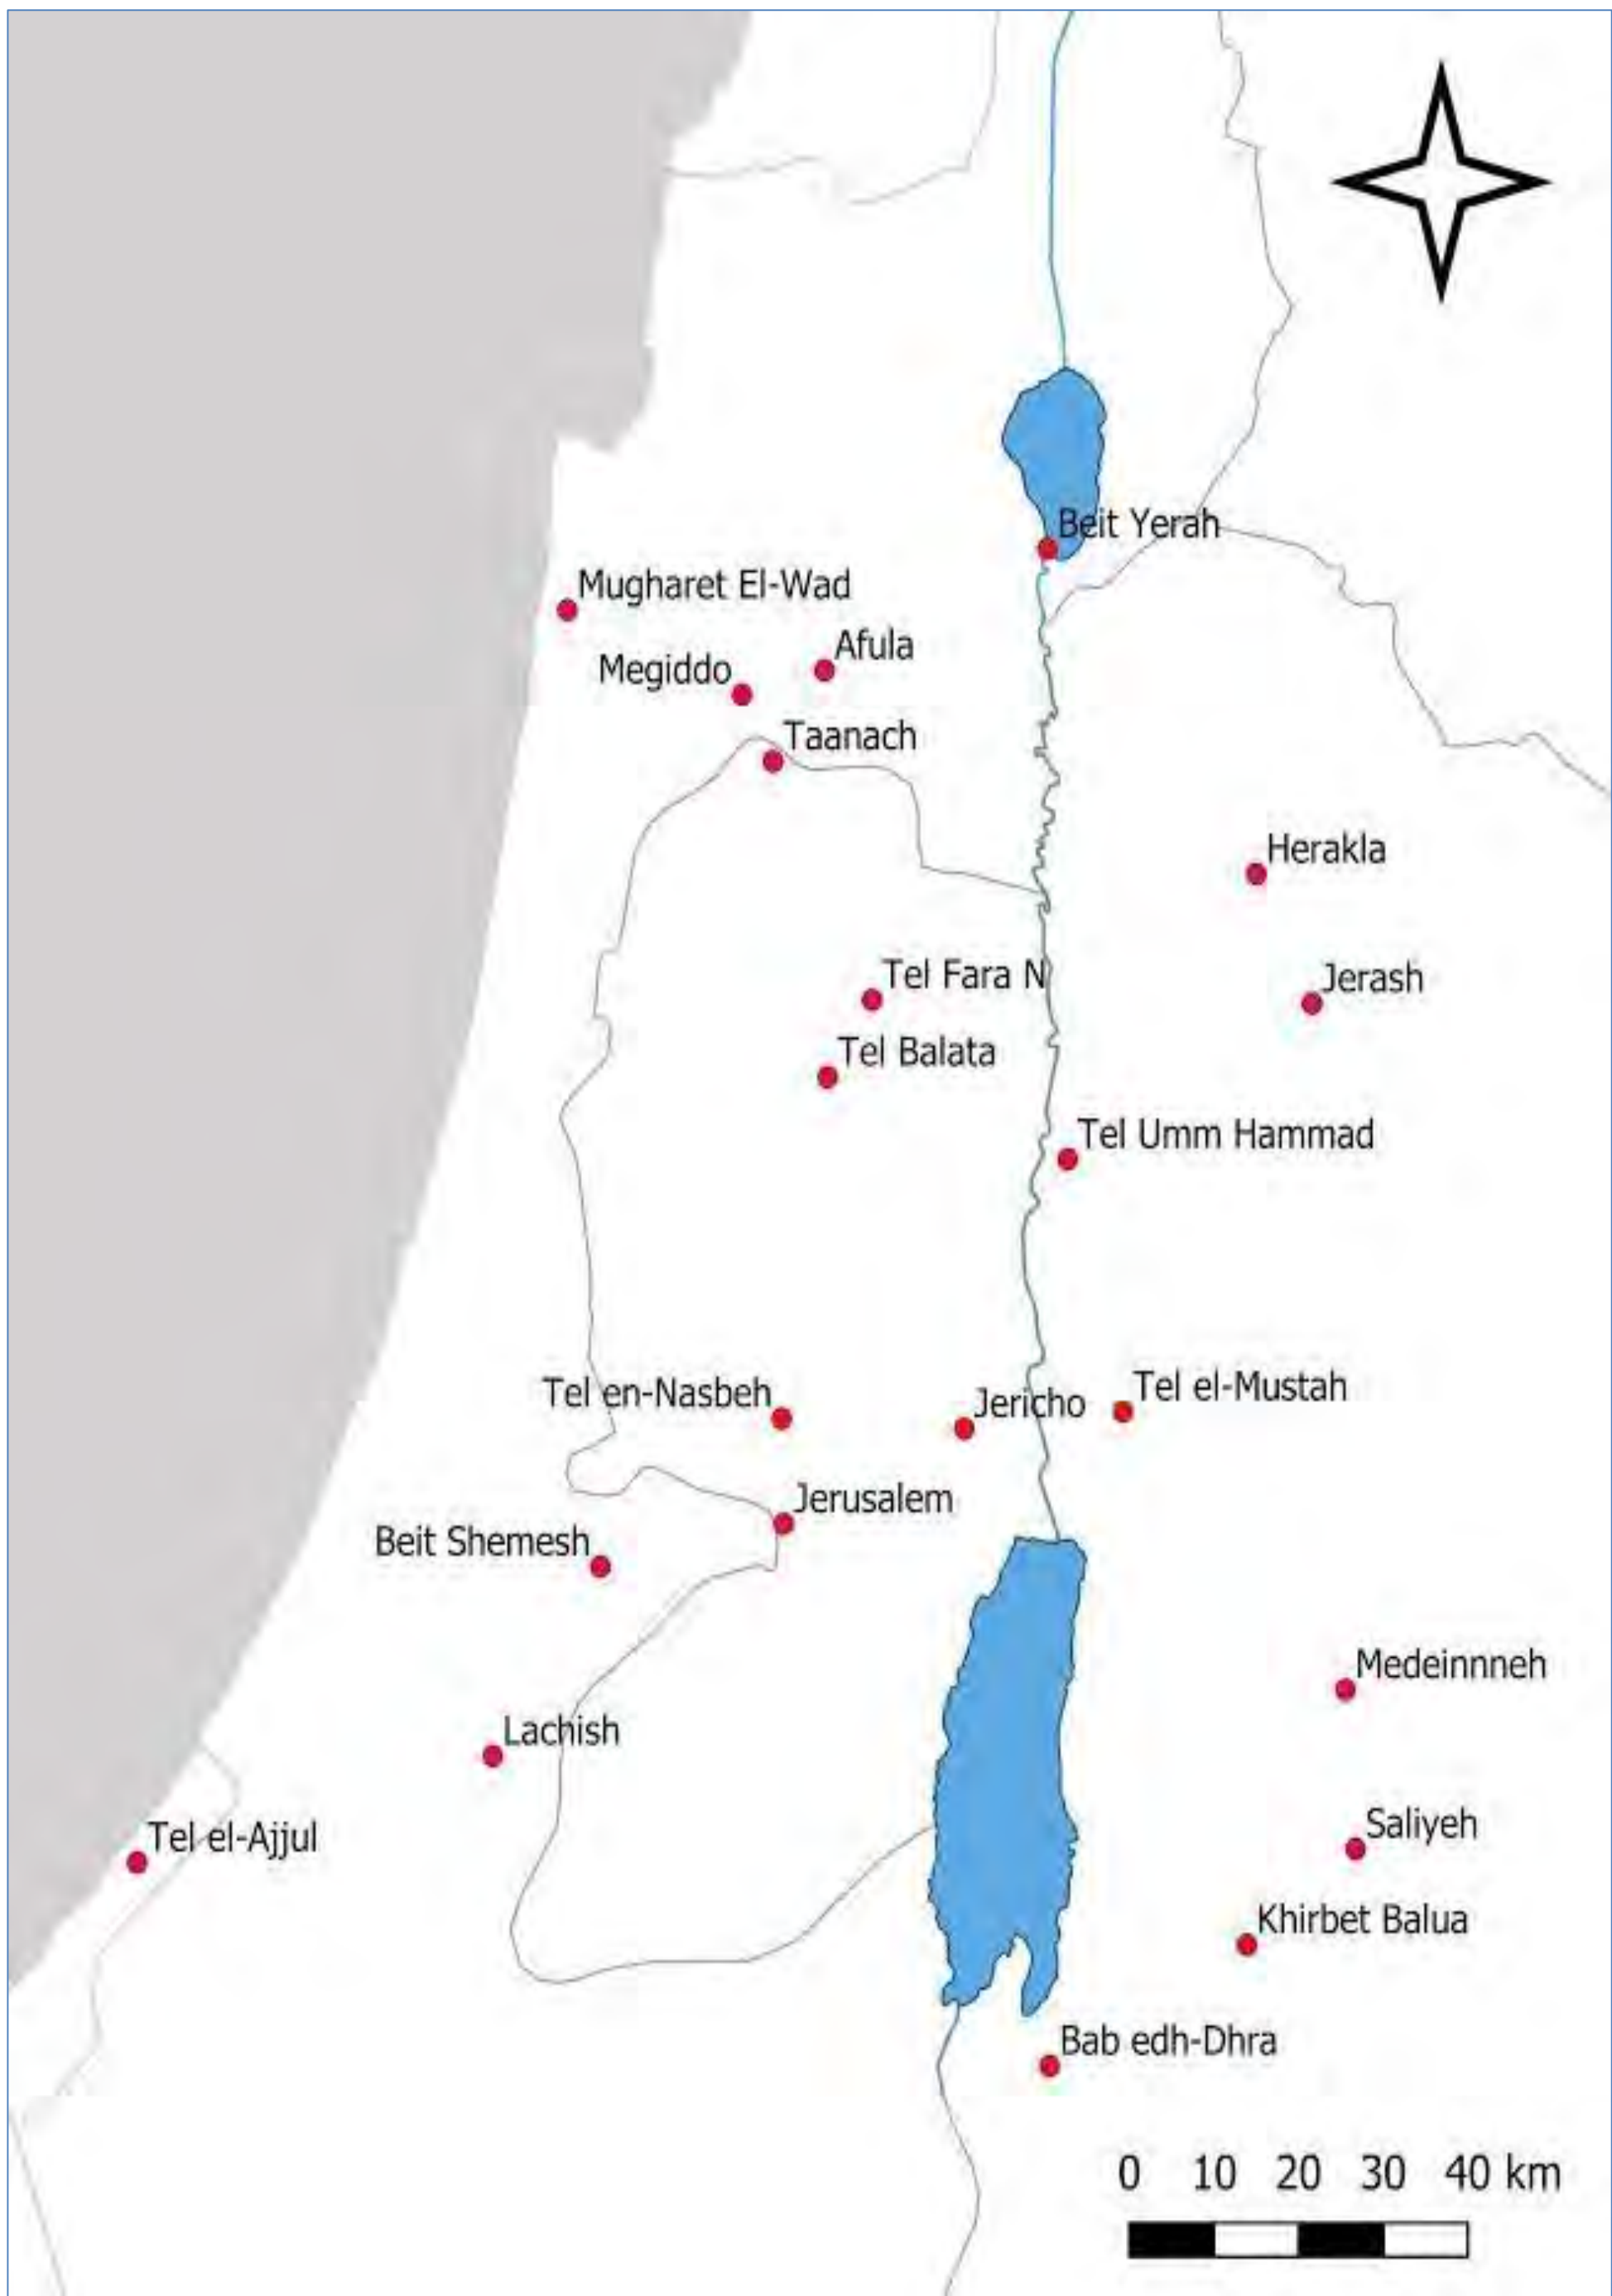 Beit Yerah
Mugharet El-Wad
Afula
Megiddo
Taanach
Herakla
Tel Fara N
Jerash
Tel Balata
Tel Umm Hammad
Tel en-Nasbeh
Jericho
Tel el-Mustah
Jerusalem
Beit Shemesh
Medeinnneh
Lachish
Saliyeh
Tel el-Ajjul
Khirbet Balua
Bab edh-Dhra
0 10 20 30 40 km